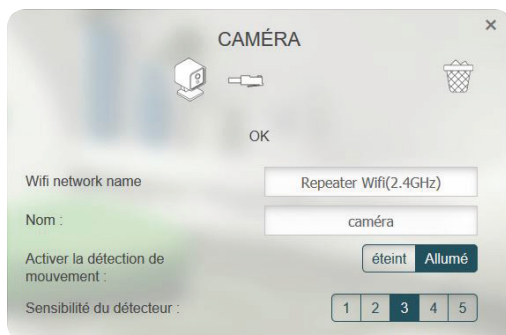 CAMÉRA
×
OK
Wifi network name
Repeater Wifi(2.4GHz)
Nom :
caméra
Activer la détection de
mouvement :
éteint Allumé
Sensibilité du détecteur :
1 2 3 4 5